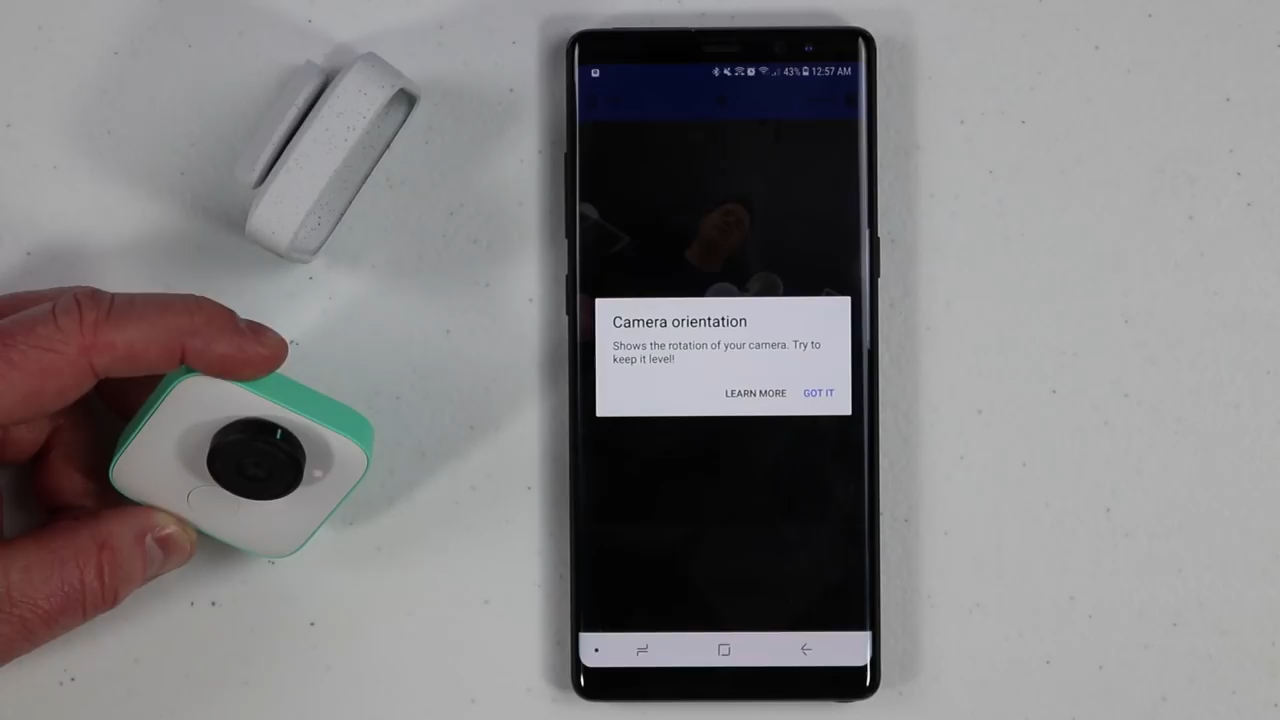 43% 12:57 AM
Camera orientation
Shows the rotation of your camera. Try to
keep it level!
LEARN MORE GOT IT